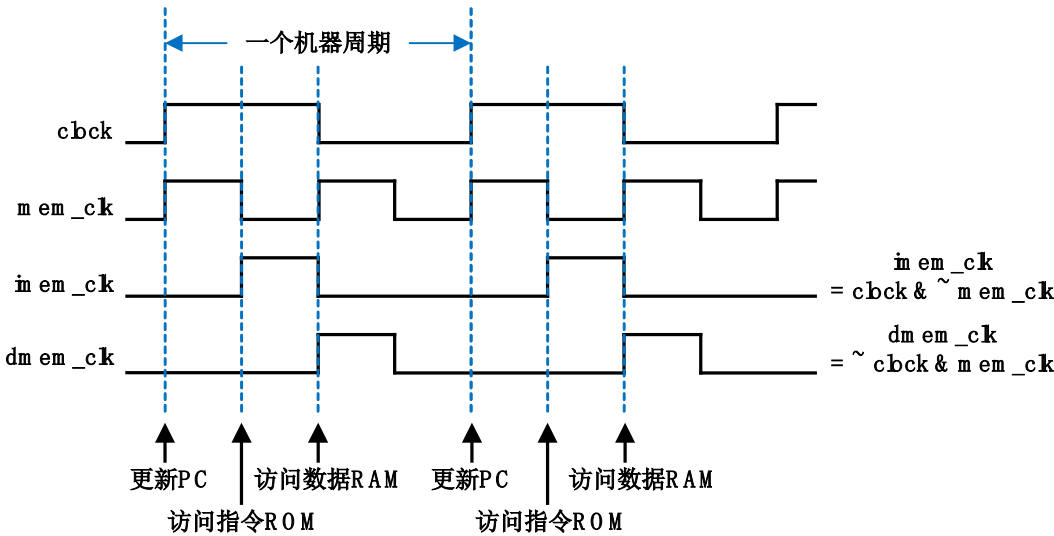 一个机器周期
clock
mem_clk
imem_clk
imem_clk
= clock & ~ mem_clk
dmem_clk
dmem_clk
= ~ clock & mem_clk
更新PC
访问数据RAM
更新PC
访问数据RAM
访问指令ROM
访问指令ROM